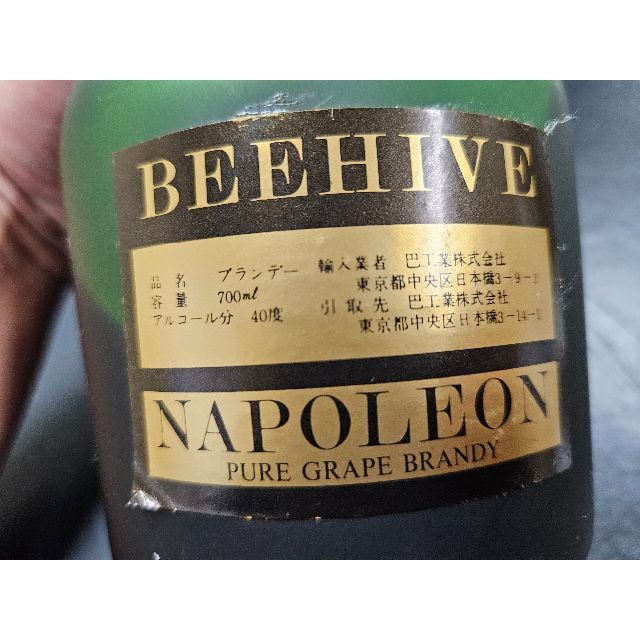 BEEHIVE
品名 ブランデー 輸入業者 巴工業株式会社
容量 700ml 東京都中央区日本橋3-9-2
アルコール分 40度 引取先 巴工業株式会社
東京都中央区日本橋3-14-1
NAPOLEON
PURE GRAPE BRANDY